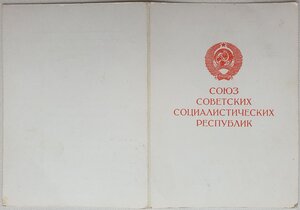 СОЮЗ
СОВЕТСКИХ
СОЦИАЛИСТИЧЕСКИХ
РЕСПУБЛИК